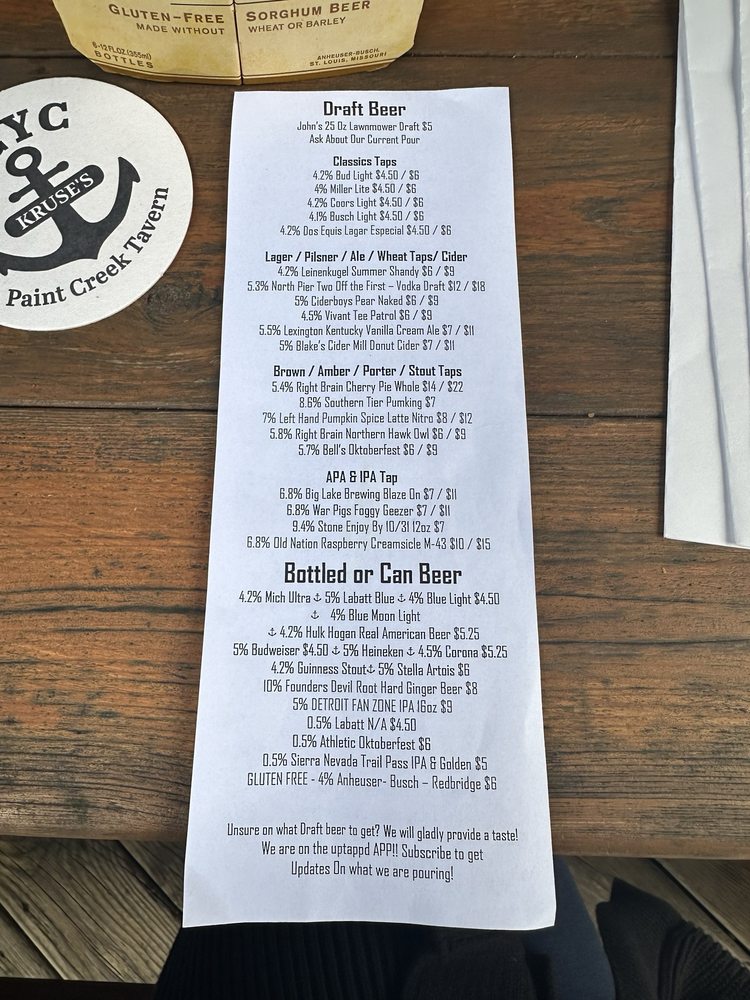 GLUTEN-FREE SORGHUM BEER
MADE WITHOUT WHEAT OR BARLEY
6-12 FL.OZ. (355ml)
BOTTLES
ANHEUSER-BUSCH,
ST. LOUIS, MISSOURI
YC
KRUSE'S
Paint Creek Tavern
Draft Beer
John's 25 Oz Lawnmower Draft $5
Ask About Our Current Pour
Classics Taps
4.2% Bud Light $4.50 / $6
4% Miller Lite $4.50 / $6
4.2% Coors Light $4.50 / $6
4.1% Busch Light $4.50 / $6
4.2% Dos Equis Lagar Especial $4.50 / $6
Lager / Pilsner / Ale / Wheat Taps/ Cider
4.2% Leinenkugel Summer Shandy $6 / $9
5.3% North Pier Two Off the First – Vodka Draft $12 / $18
5% Ciderboys Pear Naked $6 / $9
4.5% Vivant Tee Patrol $6 / $9
5.5% Lexington Kentucky Vanilla Cream Ale $7 / $11
5% Blake's Cider Mill Donut Cider $7 / $11
Brown / Amber / Porter / Stout Taps
5.4% Right Brain Cherry Pie Whole $14 / $22
8.6% Southern Tier Pumking $7
7% Left Hand Pumpkin Spice Latte Nitro $8 / $12
5.8% Right Brain Northern Hawk Owl $6 / $9
5.7% Bell's Oktoberfest $6 / $9
APA & IPA Tap
6.8% Big Lake Brewing Blaze On $7 / $11
6.8% War Pigs Foggy Geezer $7 / $11
9.4% Stone Enjoy By 10/31 12oz $7
6.8% Old Nation Raspberry Creamsicle M-43 $10 / $15
Bottled or Can Beer
4.2% Mich Ultra ⚓ 5% Labatt Blue ⚓ 4% Blue Light $4.50
⚓ 4% Blue Moon Light
⚓ 4.2% Hulk Hogan Real American Beer $5.25
5% Budweiser $4.50 ⚓ 5% Heineken ⚓ 4.5% Corona $5.25
4.2% Guinness Stout⚓ 5% Stella Artois $6
10% Founders Devil Root Hard Ginger Beer $8
5% DETROIT FAN ZONE IPA 16oz $9
0.5% Labatt N/A $4.50
0.5% Athletic Oktoberfest $6
0.5% Sierra Nevada Trail Pass IPA & Golden $5
GLUTEN FREE - 4% Anheuser- Busch – Redbridge $6
Unsure on what Draft beer to get? We will gladly provide a taste!
We are on the uptappd APP!! Subscribe to get
Updates On what we are pouring!